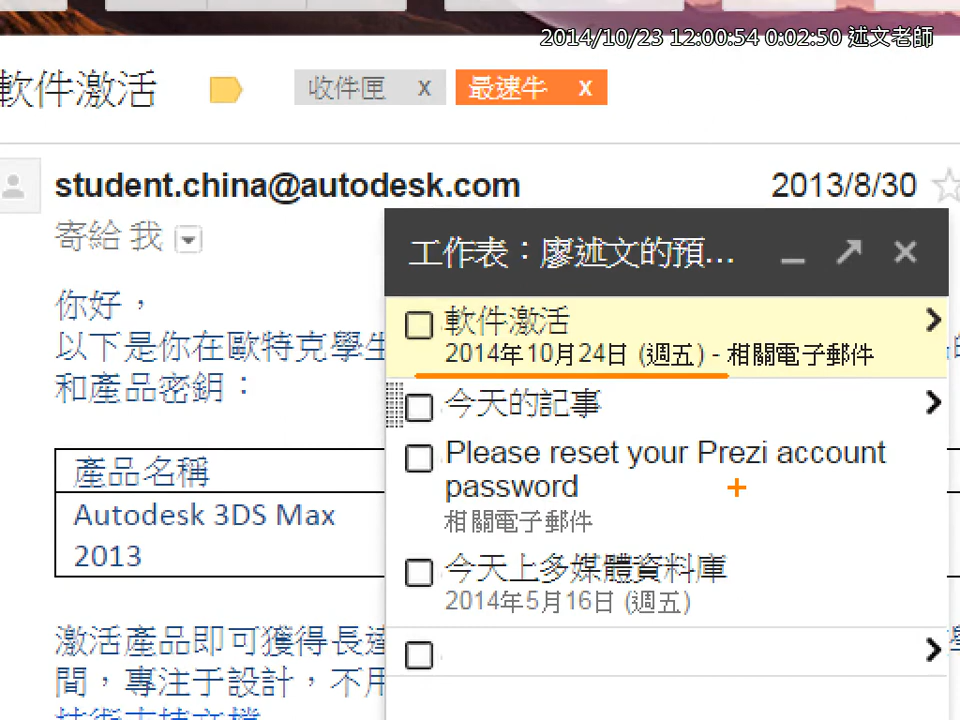 2014/10/23 12:00:54 0:02:50 述文老師
軟件激活
收件匣 x
最速牛 x
student.china@autodesk.com 2013/8/30
寄給 我
工作表：廖述文的預...
你好，
以下是你在歐特克學生
和產品密鑰：
產品名稱
Autodesk 3DS Max
2013
激活產品即可獲得長達
間，專注于設計，不用
軟件激活
2014年10月24日 (週五) - 相關電子郵件
今天的記事
Please reset your Prezi account
password
相關電子郵件
今天上多媒體資料庫
2014年5月16日 (週五)